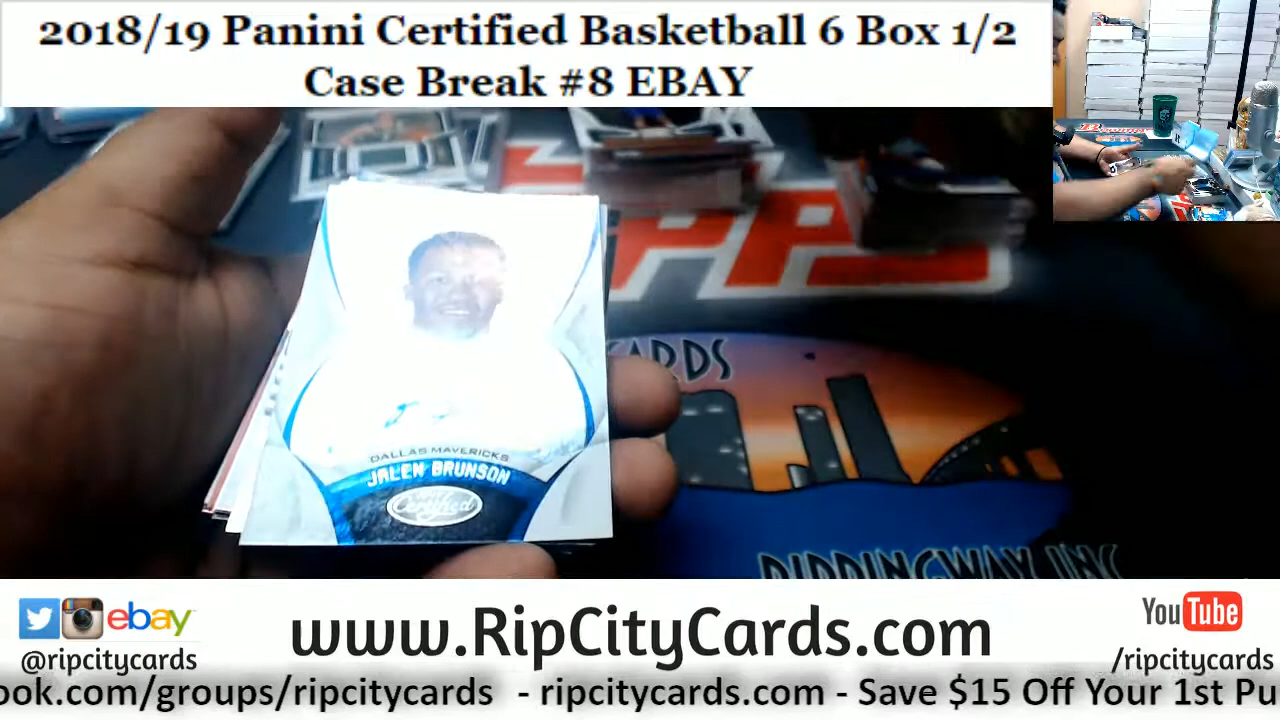 2018/19 Panini Certified Basketball 6 Box 1/2
Case Break #8 EBAY
DALLAS MAVERICKS
JALEN BRUNSON
Certified
CARDS
RIPPINGWAY INC
ebay
@ripcitycards
www.RipCityCards.com
YouTube
/ripcitycards
ook.com/groups/ripcitycards - ripcitycards.com - Save $15 Off Your 1st Pu